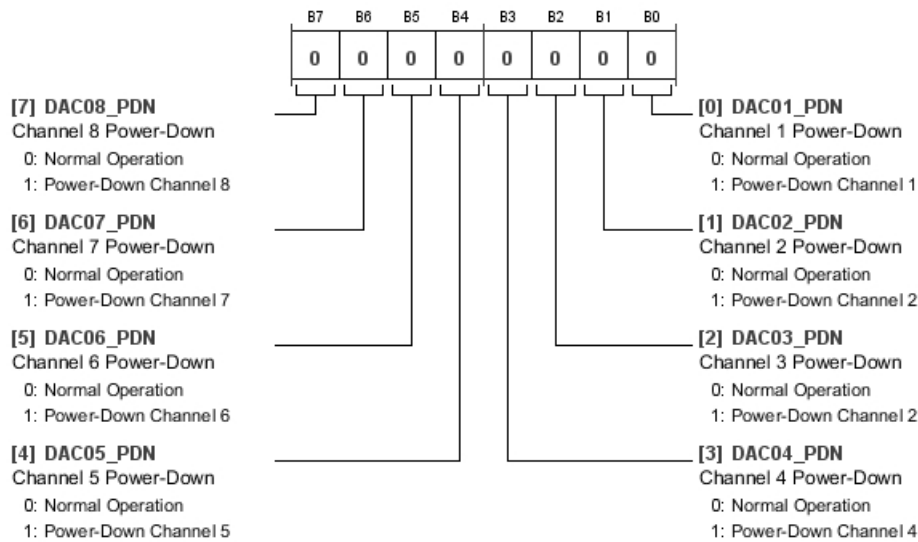 B7 B6 B5 B4 B3 B2 B1 B0
0 0 0 0 0 0 0 0
[7] DAC08_PDN
Channel 8 Power-Down
0: Normal Operation
1: Power-Down Channel 8
[6] DAC07_PDN
Channel 7 Power-Down
0: Normal Operation
1: Power-Down Channel 7
[5] DAC06_PDN
Channel 6 Power-Down
0: Normal Operation
1: Power-Down Channel 6
[4] DAC05_PDN
Channel 5 Power-Down
0: Normal Operation
1: Power-Down Channel 5
[0] DAC01_PDN
Channel 1 Power-Down
0: Normal Operation
1: Power-Down Channel 1
[1] DAC02_PDN
Channel 2 Power-Down
0: Normal Operation
1: Power-Down Channel 2
[2] DAC03_PDN
Channel 3 Power-Down
0: Normal Operation
1: Power-Down Channel 2
[3] DAC04_PDN
Channel 4 Power-Down
0: Normal Operation
1: Power-Down Channel 4